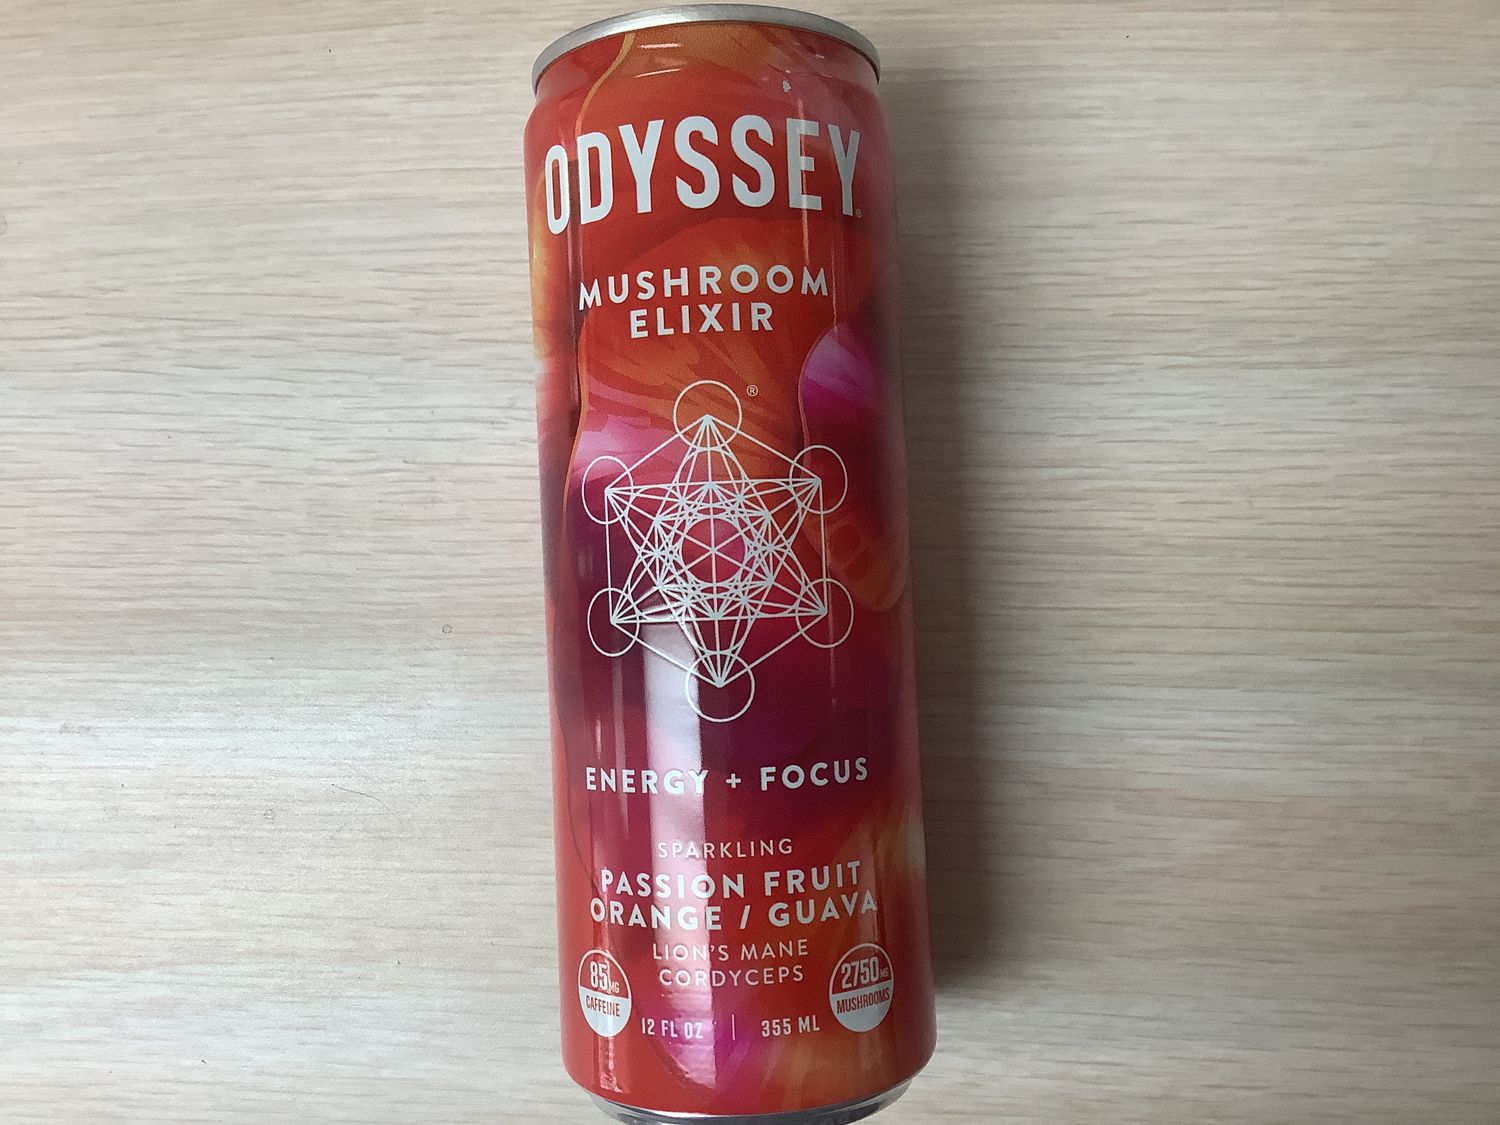 ODYSSEY®
MUSHROOM
ELIXIR
®
ENERGY + FOCUS
SPARKLING
PASSION FRUIT
ORANGE / GUAVA
LION'S MANE
CORDYCEPS
85MG
CAFFEINE
2750MG
MUSHROOMS
12 FL OZ | 355 ML